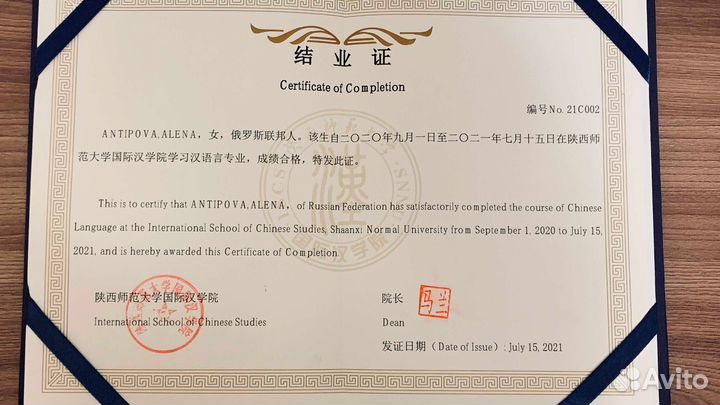 结业证
Certificate of Completion
编号No. 21C002
ANTIPOVA,ALENA，女，俄罗斯联邦人。该生自二〇二〇年九月一日至二〇二一年七月十五日在陕西师
范大学国际汉学院学习汉语言专业，成绩合格，特发此证。
This is to certify that ANTIPOVA,ALENA, of Russian Federation has satisfactorily completed the course of Chinese
Language at the International School of Chinese Studies, Shaanxi Normal University from September 1, 2020 to July 15,
2021, and is hereby awarded this Certificate of Completion.
陕西师范大学国际汉学院
International School of Chinese Studies
院长
马兰
Dean
发证日期（Date of Issue）: July 15, 2021
Avito